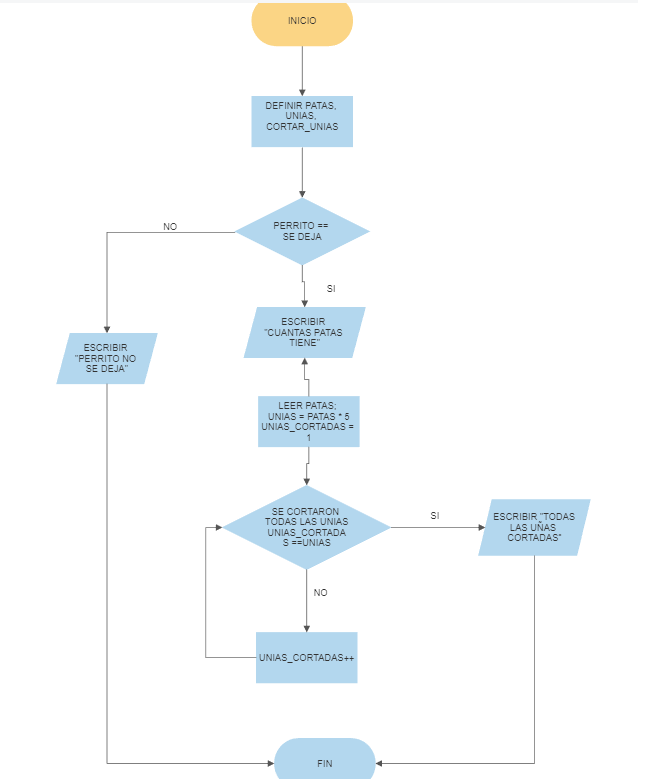 INICIO
DEFINIR PATAS,
UNIAS,
CORTAR_UNIAS
NO
PERRITO ==
SE DEJA
SI
ESCRIBIR
"CUANTAS PATAS
TIENE"
ESCRIBIR
"PERRITO NO
SE DEJA"
LEER PATAS;
UNIAS = PATAS * 5
UNIAS_CORTADAS =
1
SE CORTARON
TODAS LAS UNIAS
UNIAS_CORTADA
S ==UNIAS
SI
ESCRIBIR "TODAS
LAS UÑAS
CORTADAS"
NO
UNIAS_CORTADAS++
FIN